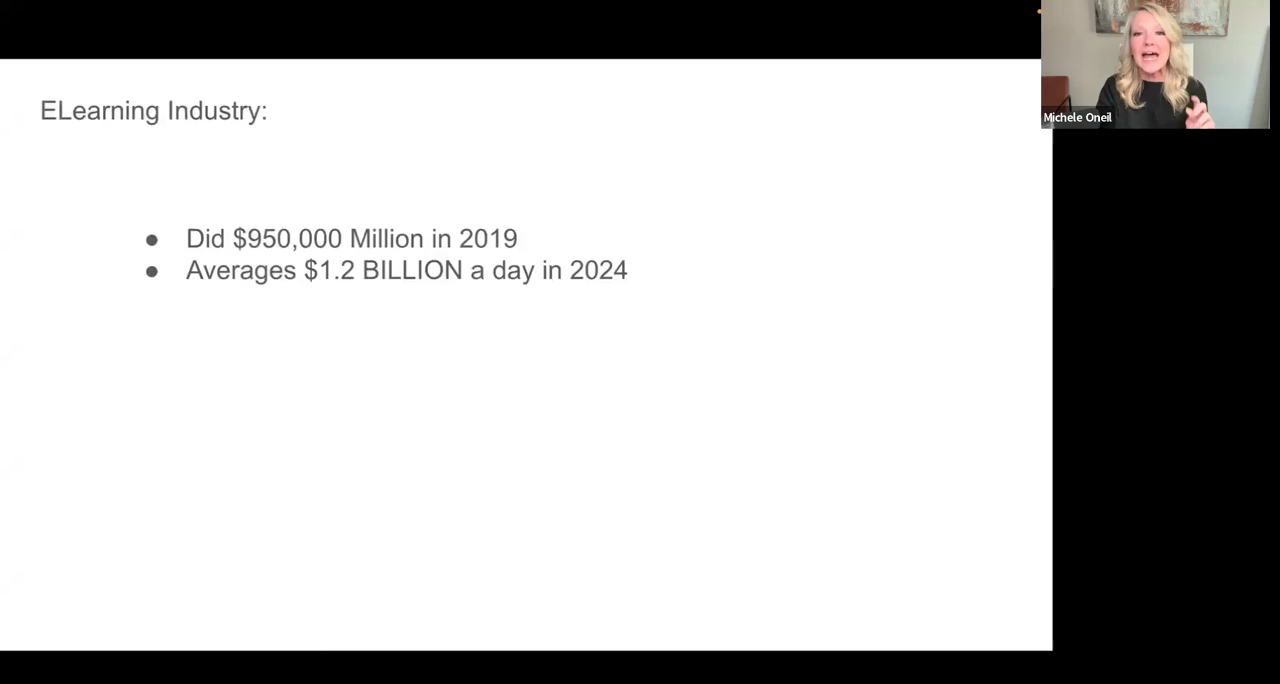 ELearning Industry:
Michele Oneil
● Did $950,000 Million in 2019
● Averages $1.2 BILLION a day in 2024